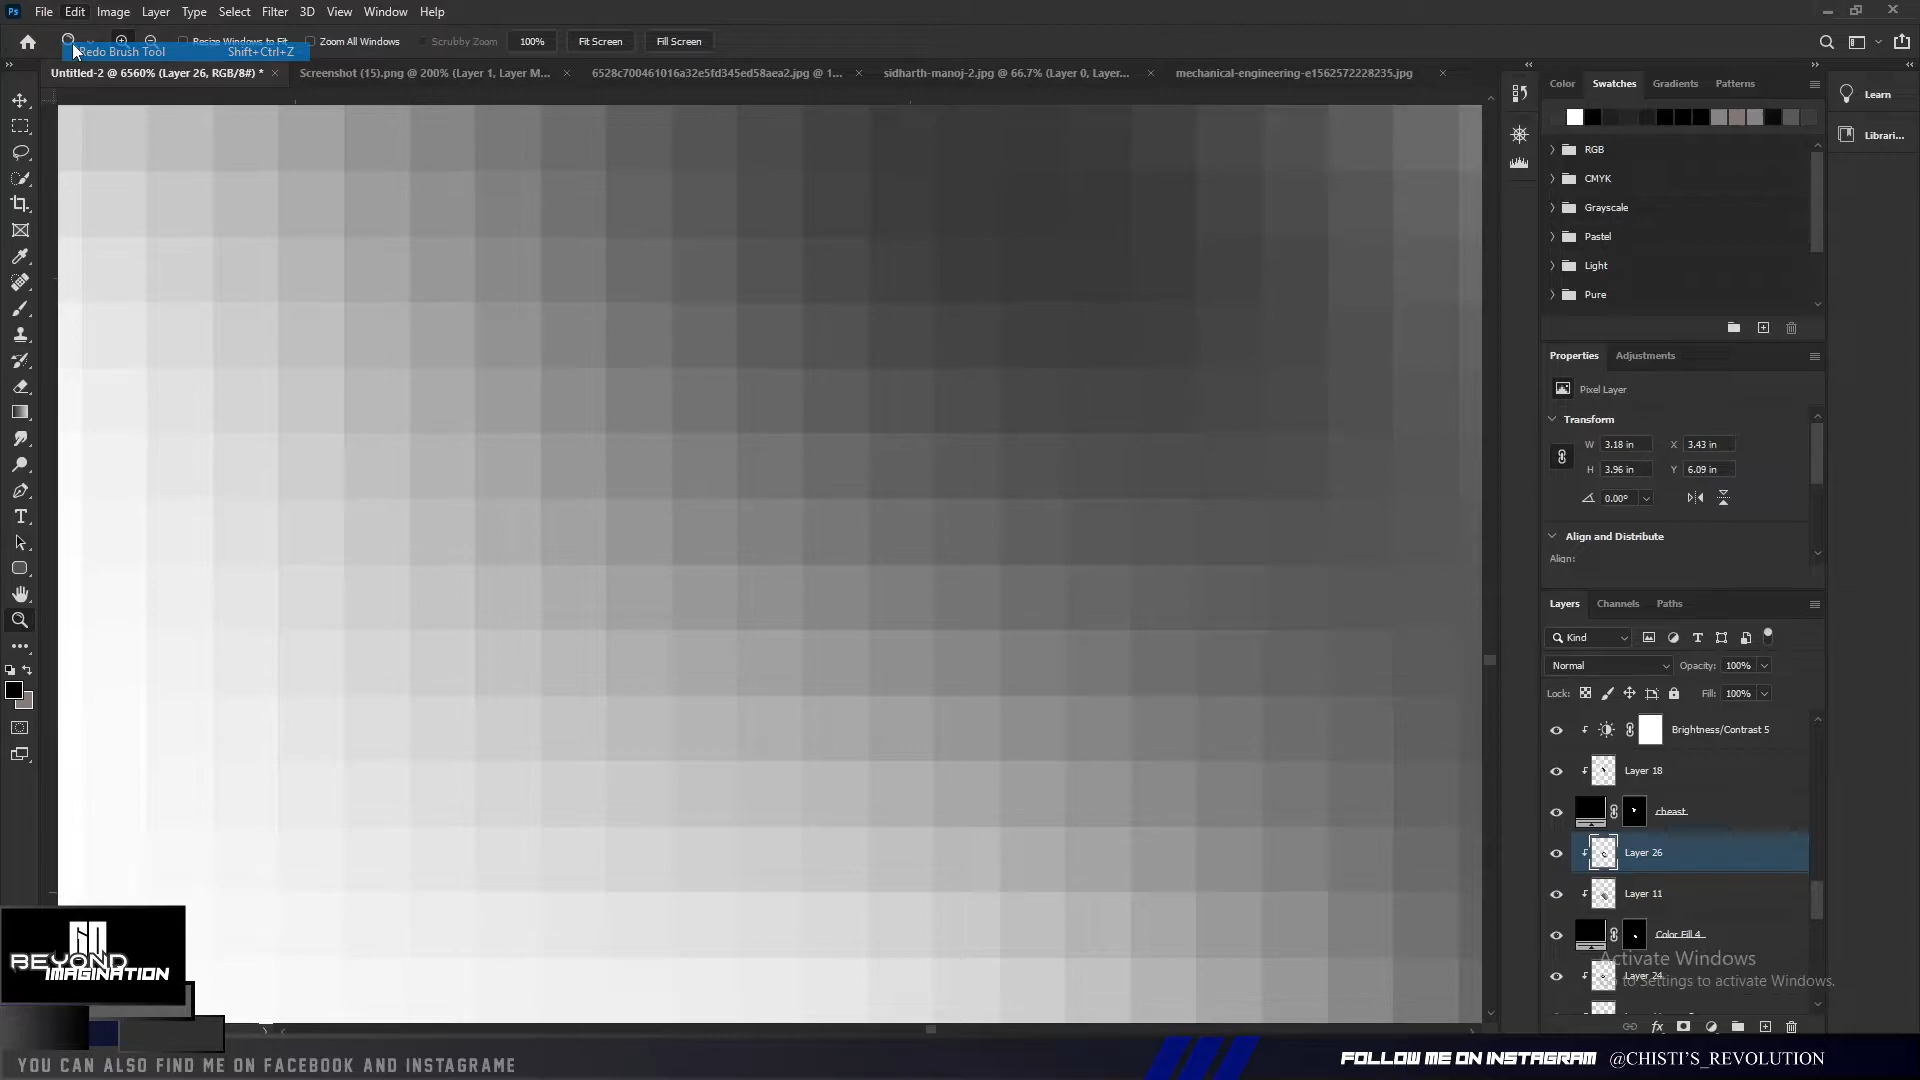 Ps File Edit Image Layer Type Select Filter 3D View Window Help
Redo Brush Tool Shift+Ctrl+Z
Resize Windows to Fit Zoom All Windows Scrubby Zoom 100% Fit Screen Fill Screen
Untitled-2 @ 6560% (Layer 26, RGB/8#) * Screenshot (15).png @ 200% (Layer 1, Layer M... 6528c700461016a32e5fd345ed58aea2.jpg @ 1... sidharth-manoj-2.jpg @ 66.7% (Layer 0, Layer... mechanical-engineering-e1562572228235.jpg
Color Swatches Gradients Patterns
Learn
Librari...
RGB
CMYK
Grayscale
Pastel
Light
Pure
Properties Adjustments
Pixel Layer
Transform
W 3.18 in X 3.43 in
H 3.96 in Y 6.09 in
0.00°
Align and Distribute
Align:
Layers Channels Paths
Kind
Normal Opacity: 100%
Lock: Fill: 100%
Brightness/Contrast 5
Layer 18
cheast
Layer 26
Layer 11
Color Fill 4
Activate Windows
Layer 24
to Settings to activate Windows.
BEYOND
IMAGINATION
YOU CAN ALSO FIND ME ON FACEBOOK AND INSTAGRAME
FOLLOW ME ON INSTAGRAM @CHISTI'S_REVOLUTION